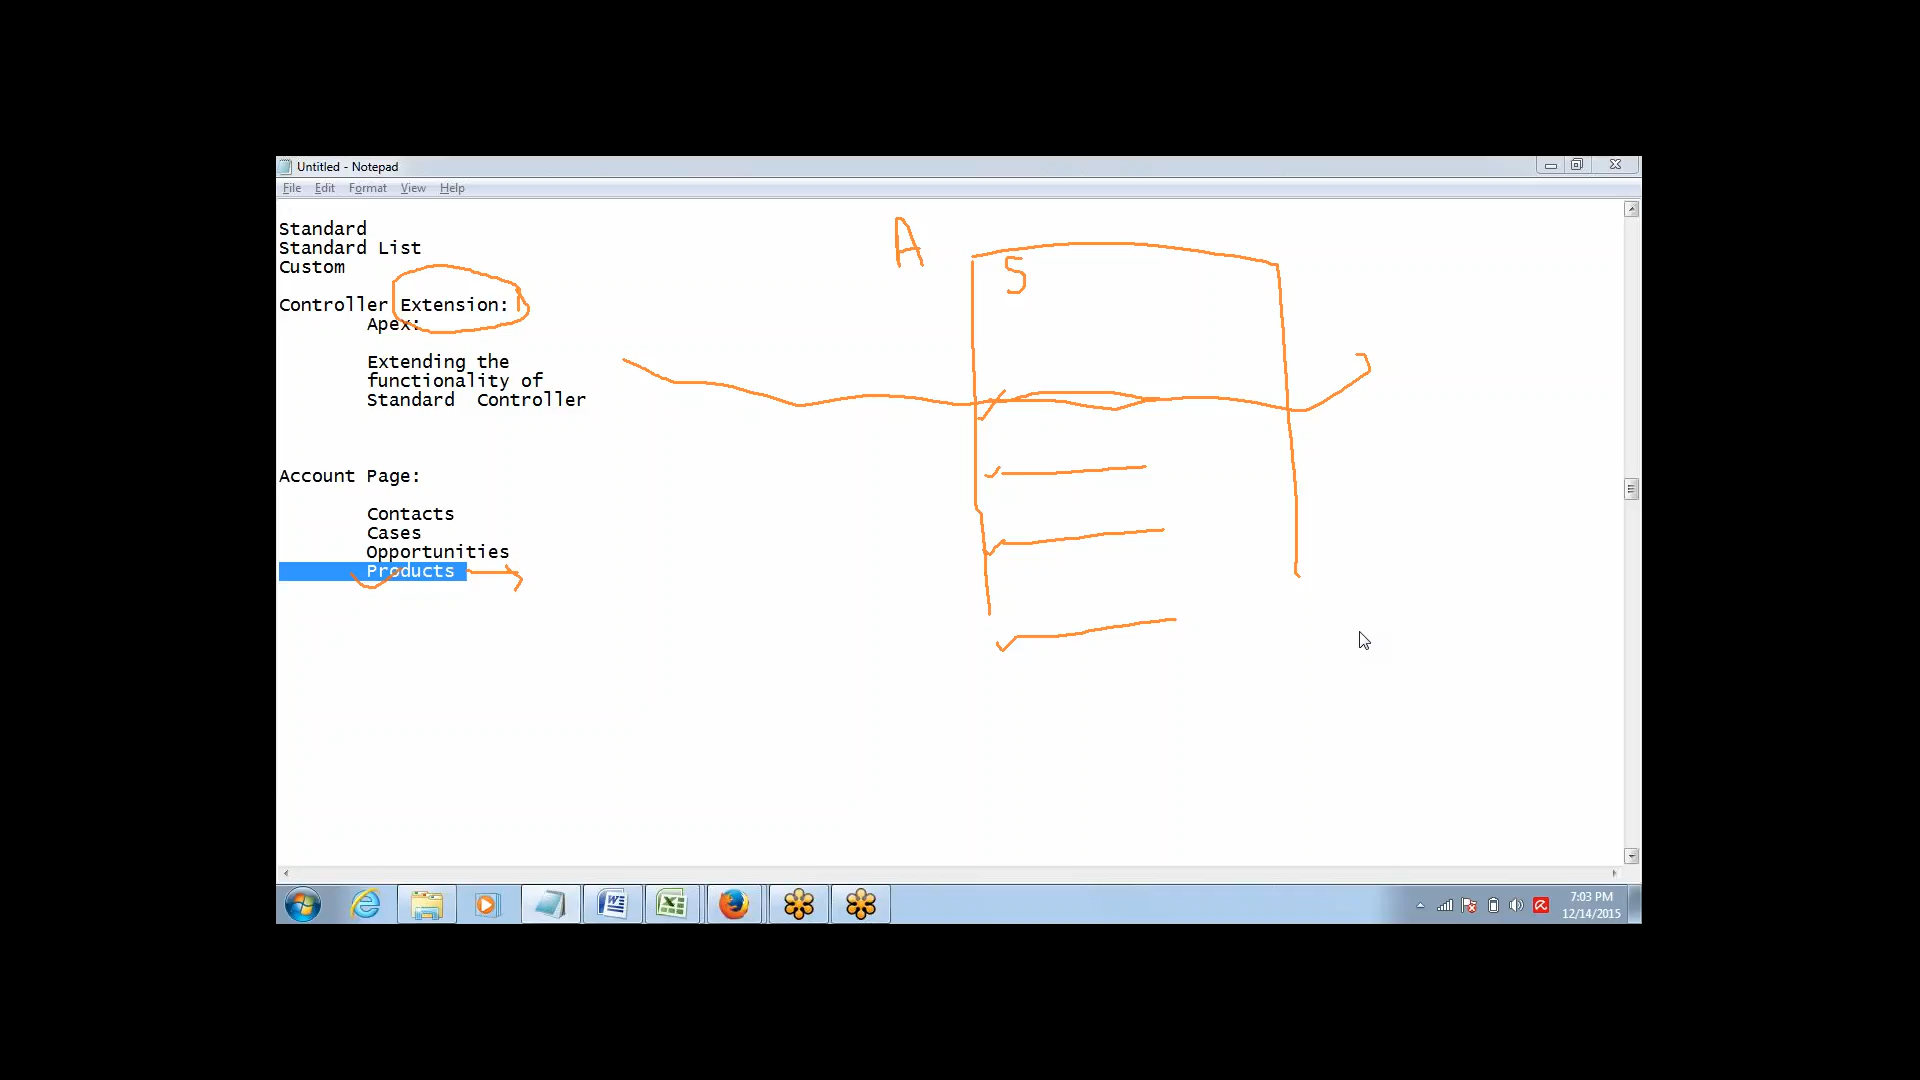 Untitled - Notepad
File Edit Format View Help
Standard
Standard List
Custom
Controller Extension:
Apex:
Extending the
functionality of
Standard Controller
Account Page:
Contacts
Cases
Opportunities
Products
A
S
7:03 PM
12/14/2015